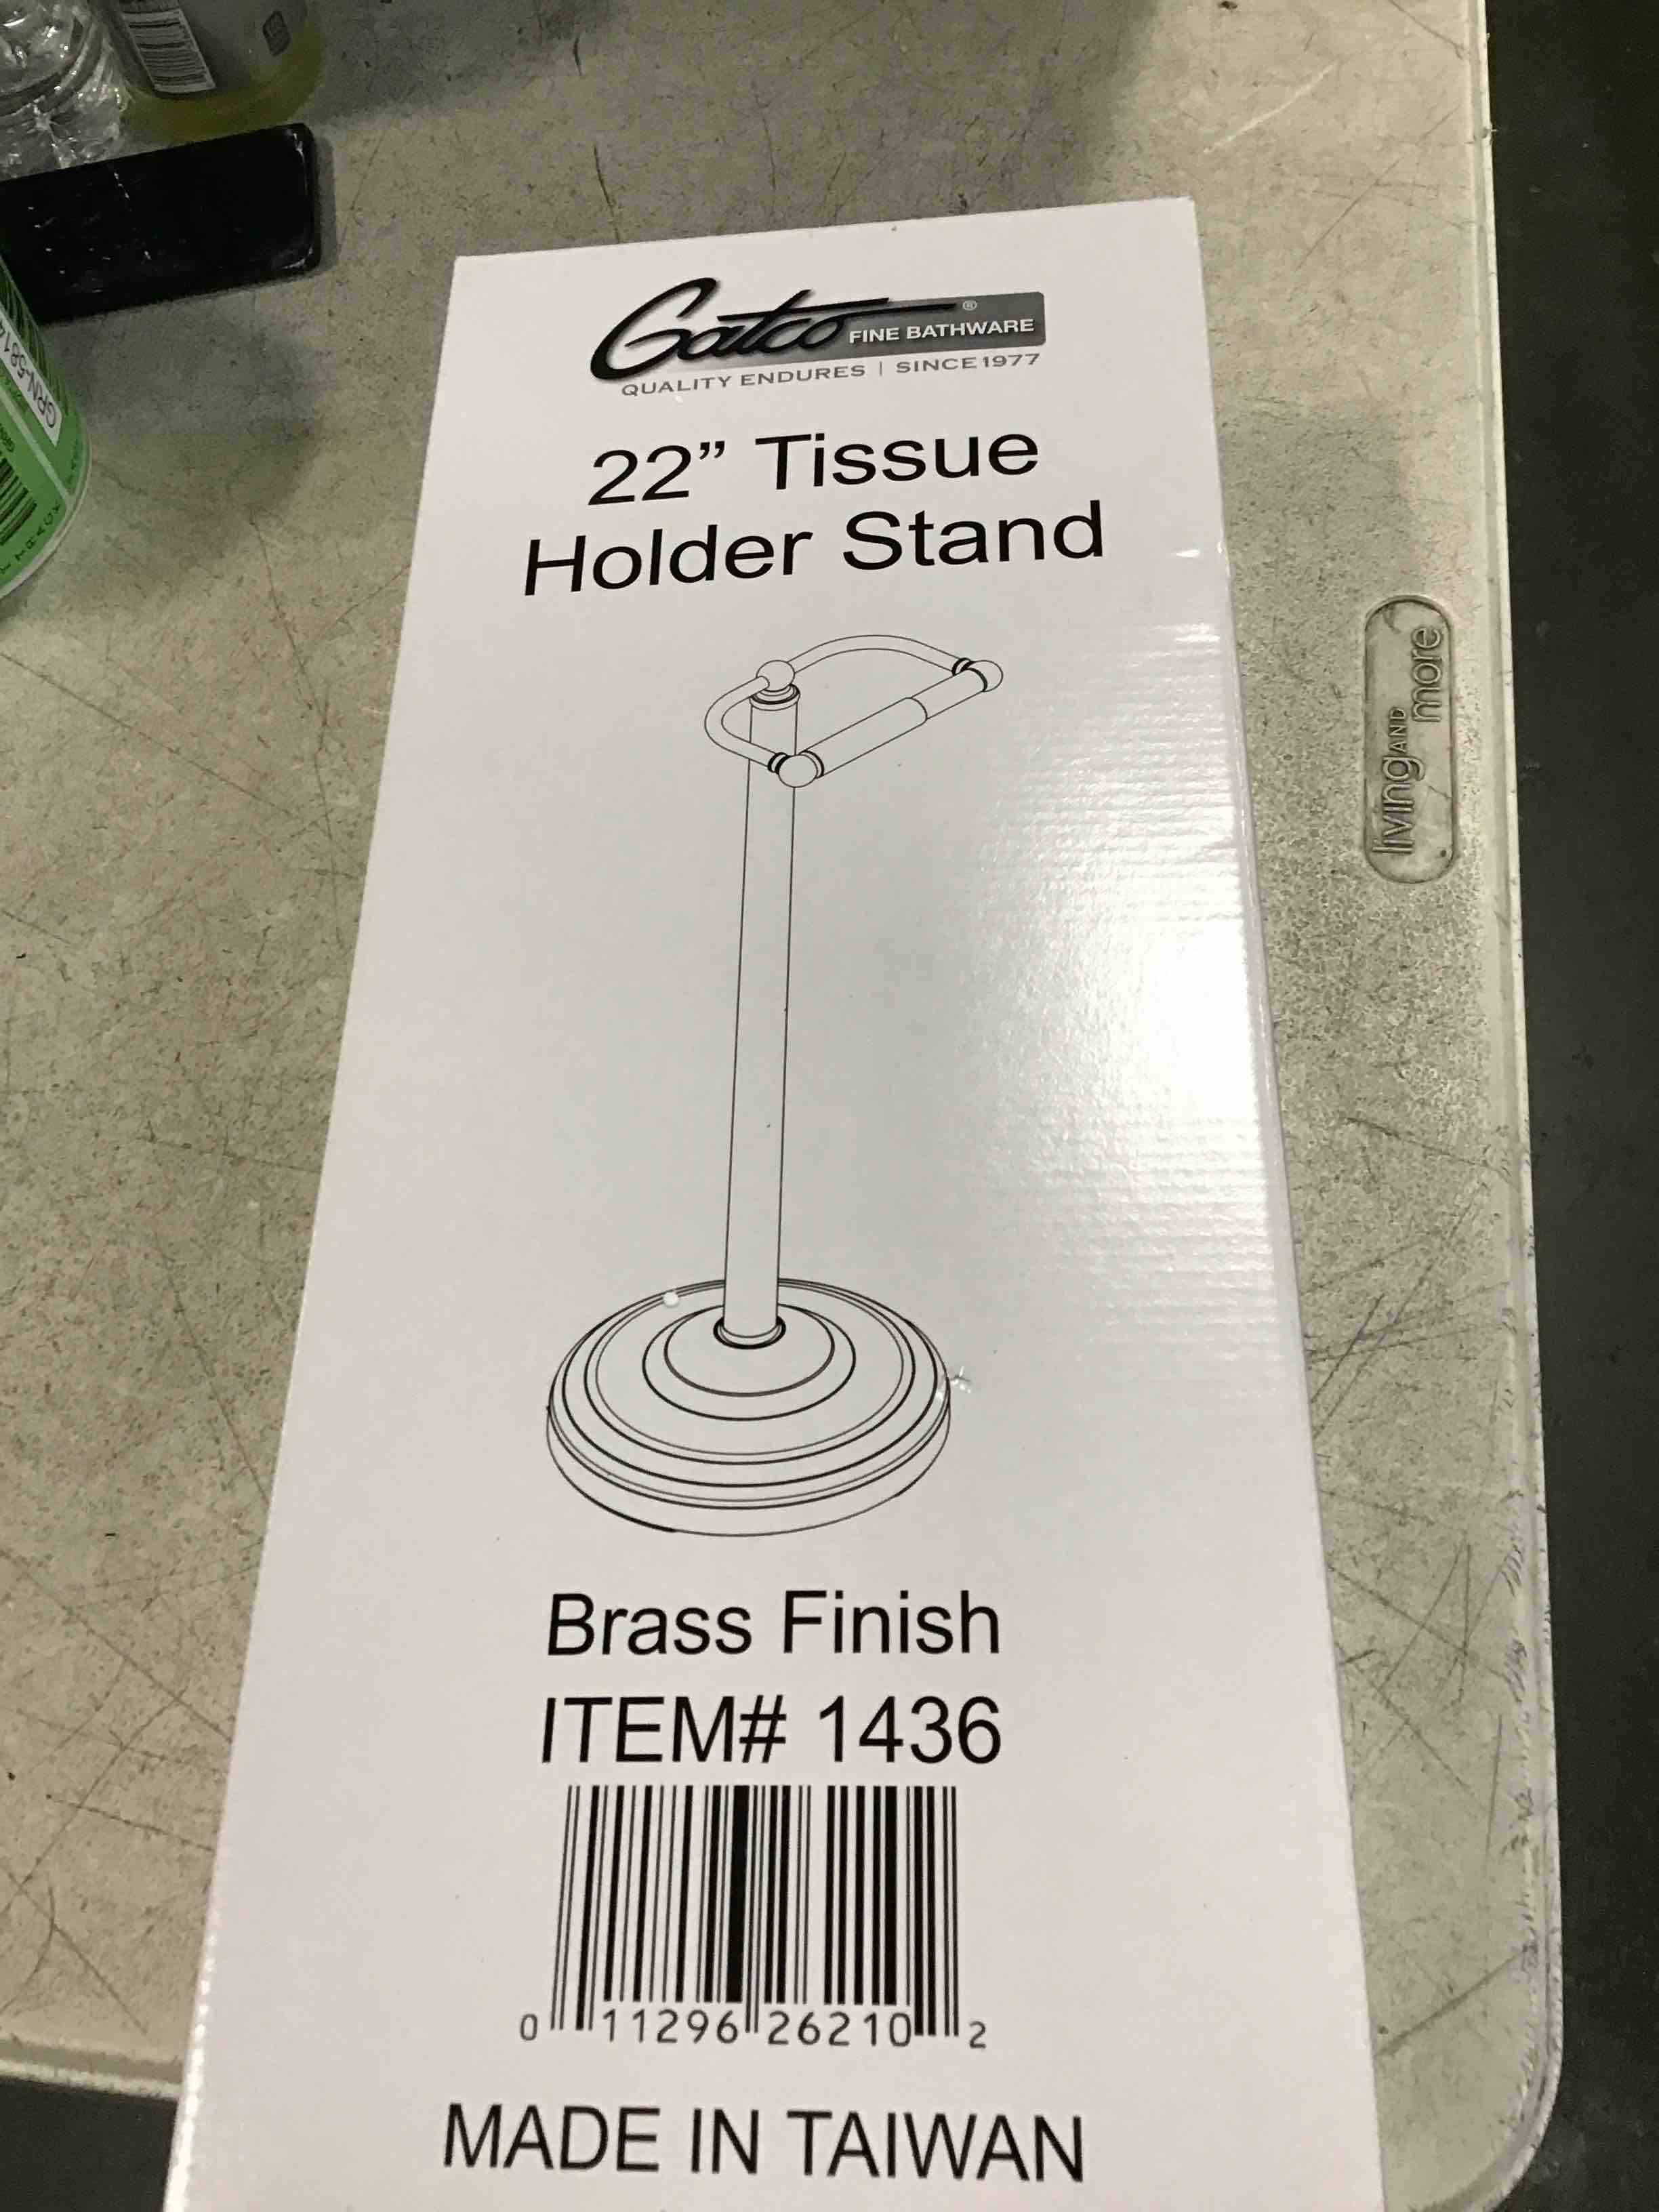 Gatco® FINE BATHWARE
QUALITY ENDURES | SINCE 1977
22” Tissue
Holder Stand
Brass Finish
ITEM# 1436
0 11296 26210 2
MADE IN TAIWAN
living AND
more